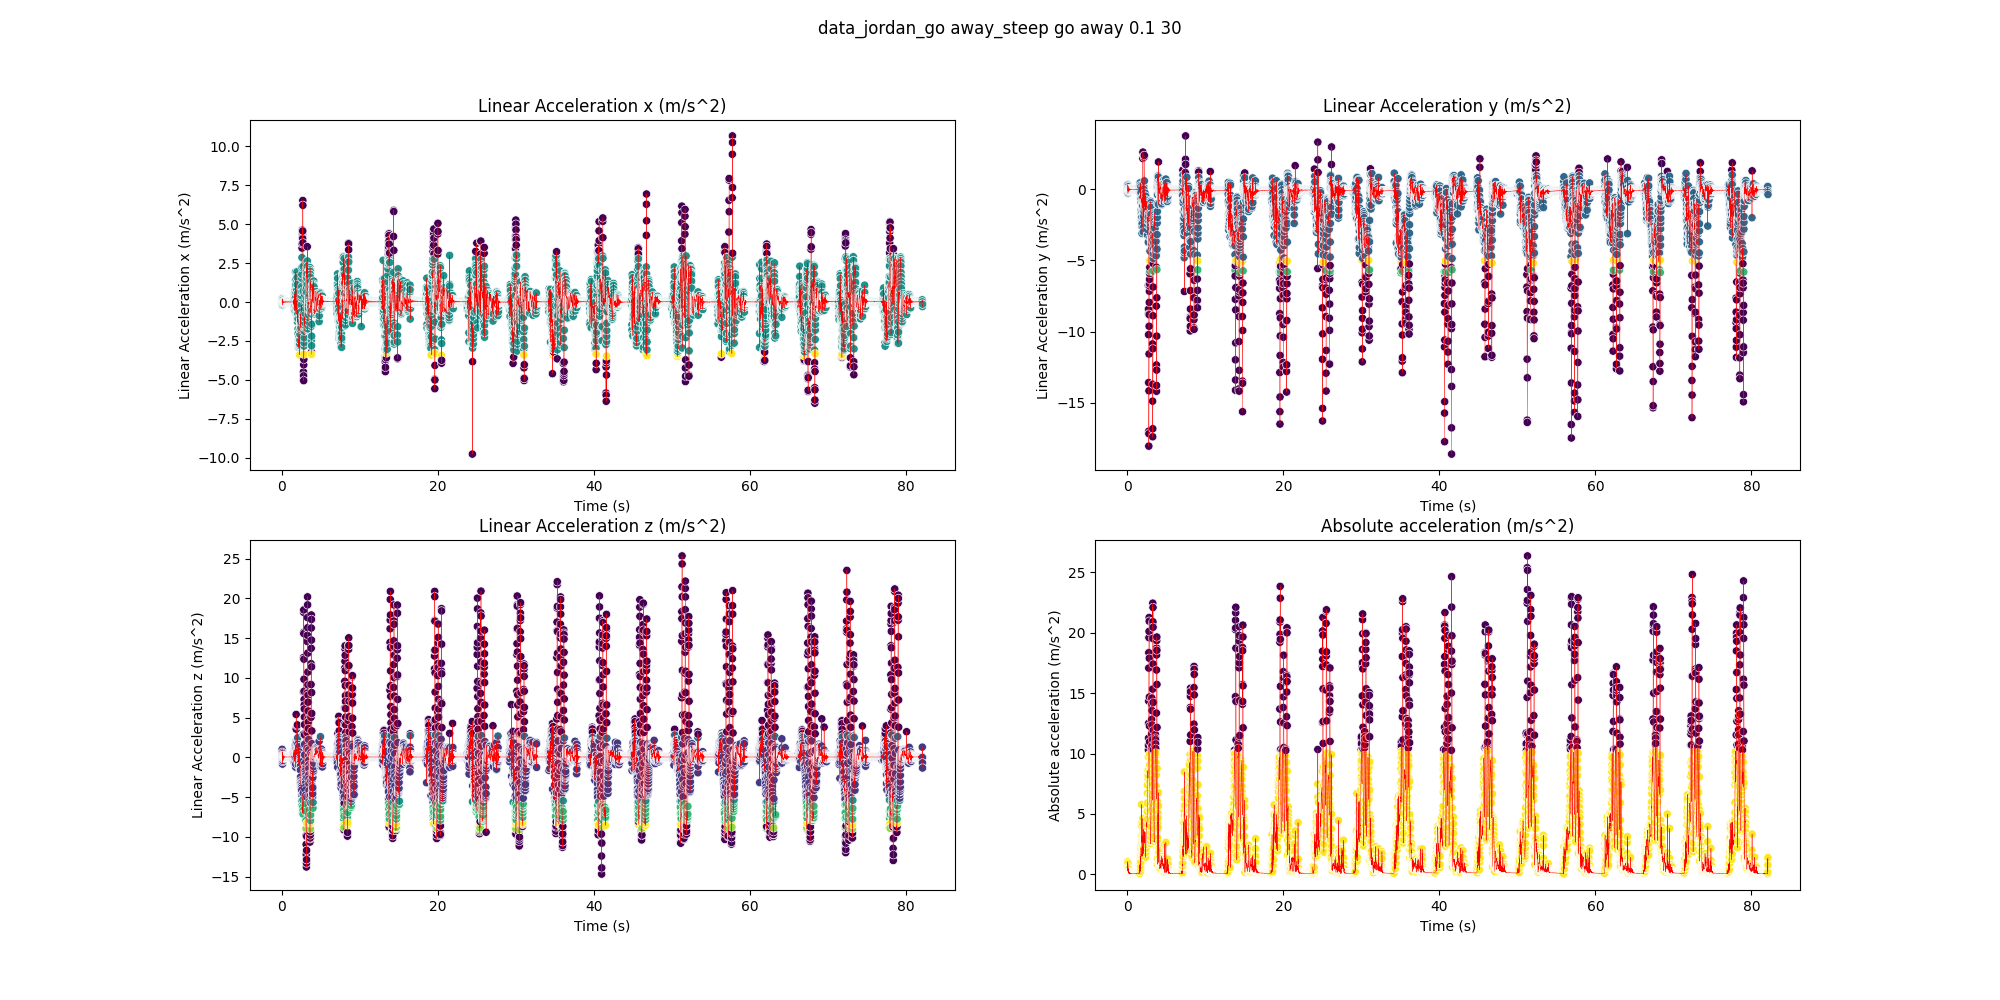 data_jordan_go away_steep go away 0.1 30
Linear Acceleration x (m/s^2)
Linear Acceleration x (m/s^2)
10.0
7.5
5.0
2.5
0.0
−2.5
−5.0
−7.5
−10.0
0 20 40 60 80
Time (s)
Linear Acceleration y (m/s^2)
Linear Acceleration y (m/s^2)
0
−5
−10
−15
0 20 40 60 80
Time (s)
Linear Acceleration z (m/s^2)
Linear Acceleration z (m/s^2)
25
20
15
10
5
0
−5
−10
−15
0 20 40 60 80
Time (s)
Absolute acceleration (m/s^2)
Absolute acceleration (m/s^2)
25
20
15
10
5
0
0 20 40 60 80
Time (s)